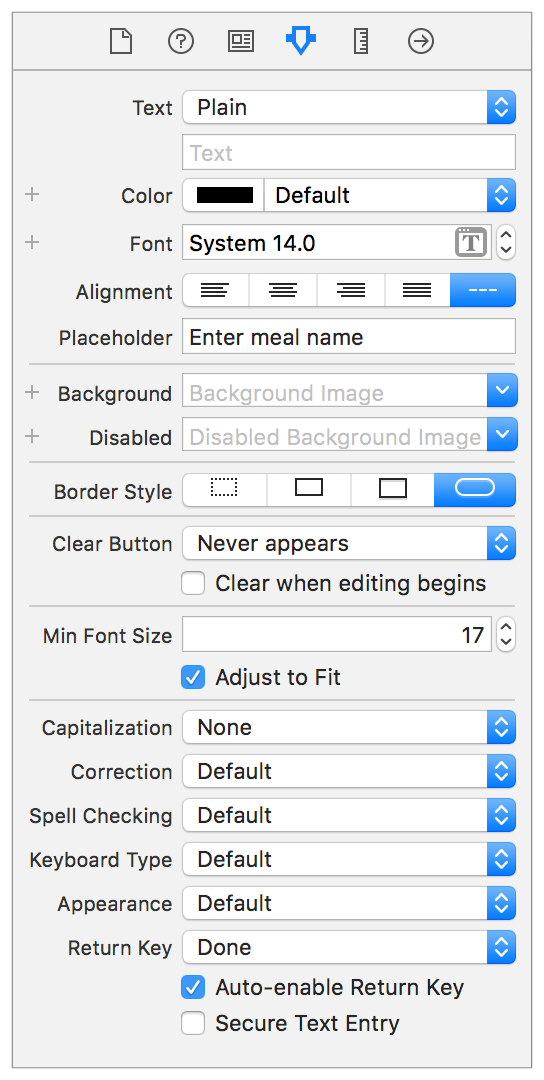 Text Plain
Text
Color Default
Font System 14.0 T
Alignment
Placeholder Enter meal name
Background Background Image
Disabled Disabled Background Image
Border Style
Clear Button Never appears
Clear when editing begins
Min Font Size 17
Adjust to Fit
Capitalization None
Correction Default
Spell Checking Default
Keyboard Type Default
Appearance Default
Return Key Done
Auto-enable Return Key
Secure Text Entry